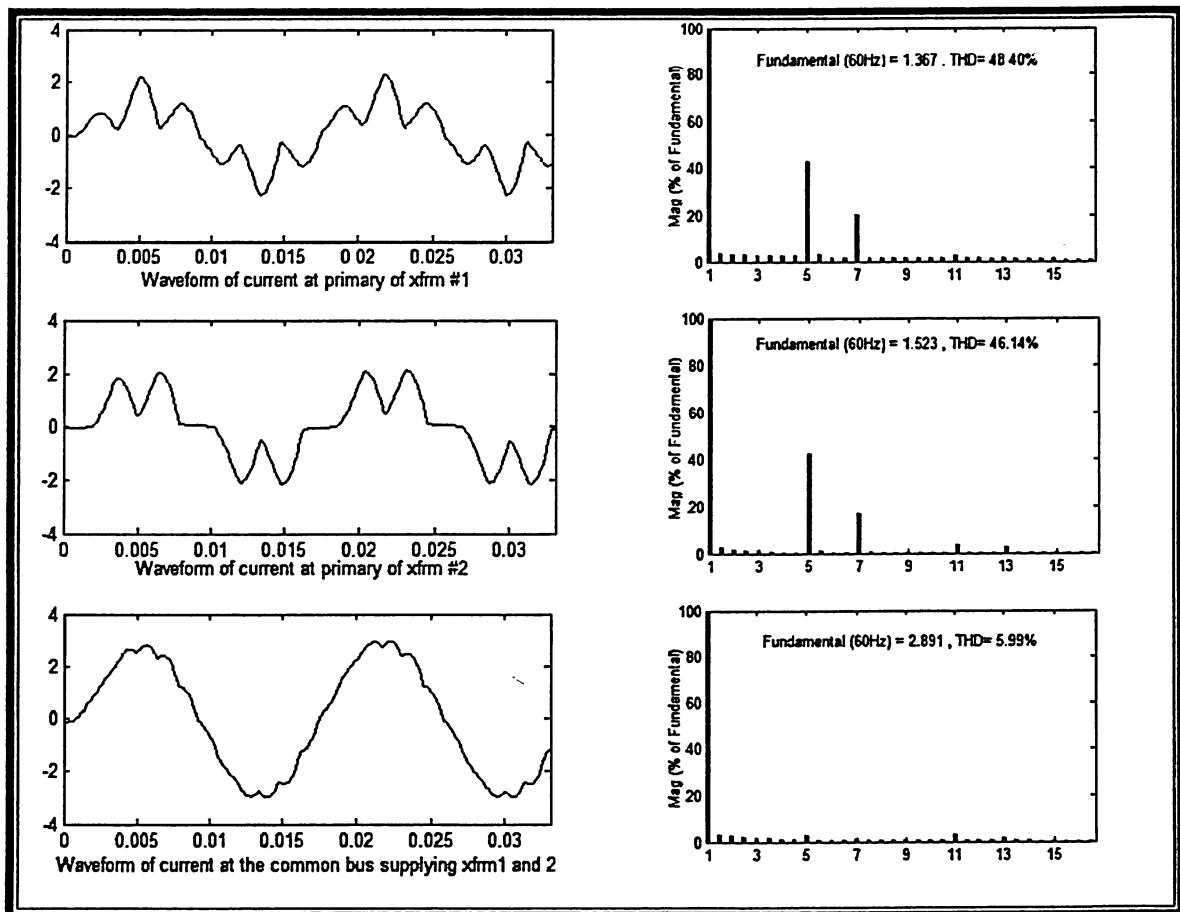 4
2
0
-2
-4
0 0.005 0.01 0.015 0 02 0.025 0.03
Waveform of current at primary of xfrm #1
100
80
60
40
20
0
Mag (% of Fundamental)
Fundamental (60Hz) = 1.367 . THD= 48 40%
1 3 5 7 9 11 13 15
4
2
0
-2
-4
0 0.005 0.01 0.015 0.02 0.025 0.03
Waveform of current at primary of xfrm #2
100
80
60
40
20
0
Mag (% of Fundamental)
Fundamental (60Hz) = 1.523 , THD= 46.14%
1 3 5 7 9 11 13 15
4
2
0
-2
-4
0 0.005 0.01 0.015 0.02 0.025 0.03
Waveform of current at the common bus supplying xfrm1 and 2
100
80
60
40
20
0
Mag (% of Fundamental)
Fundamental (60Hz) = 2.891 , THD= 5.99%
1 3 5 7 9 11 13 15